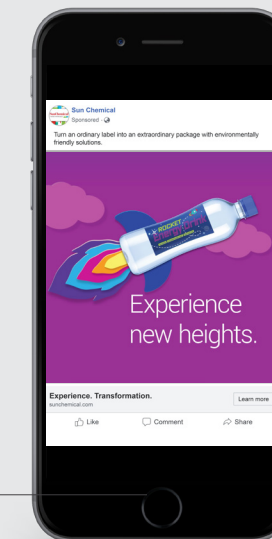 Sun Chemical
Sponsored ·
Turn an ordinary label into an extraordinary package with environmentally
friendly solutions.
ROCKET
Experience
new heights.
Experience. Transformation.
sunchemical.com
Learn more
Like
Comment
Share